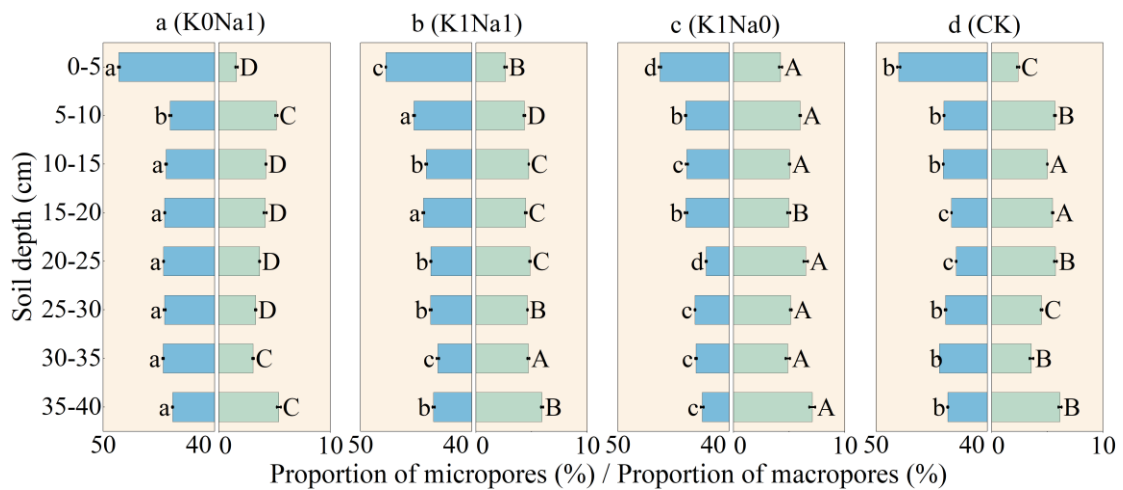 a (K0Na1) b (K1Na1) c (K1Na0) d (CK)
0-5 a D c B d A b C
5-10 b C a D b A b B
10-15 a D b C c A b A
15-20 a D a C b B c A
20-25 a D b C d A c B
25-30 a D b B c A b C
30-35 a C c A c A b B
35-40 a C b B c A b B
50 40 0 10 50 40 0 10 50 40 0 10 50 40 0 10
Soil depth (cm)
Proportion of micropores (%) / Proportion of macropores (%)